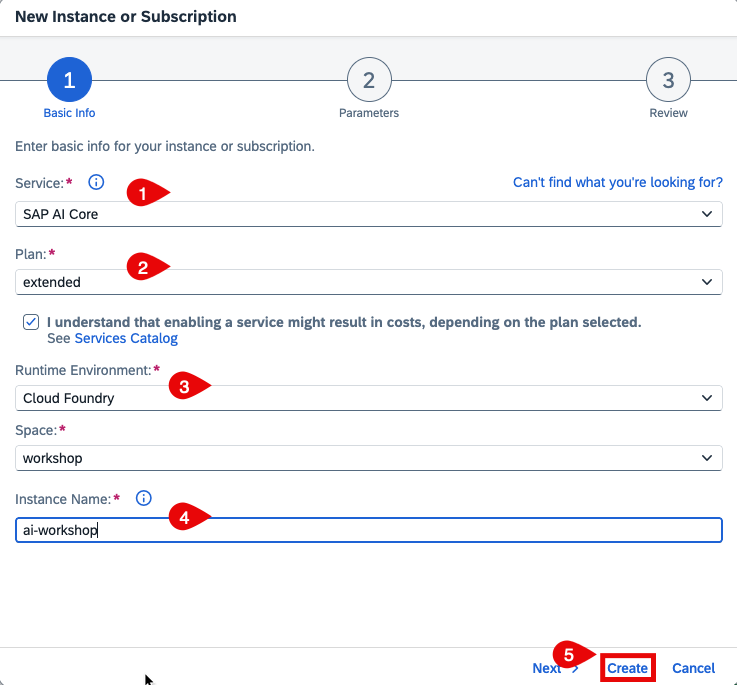 New Instance or Subscription
1
2
3
Basic Info
Parameters
Review
Enter basic info for your instance or subscription.
Service:*
1
Can't find what you're looking for?
SAP AI Core
Plan:*
2
extended
I understand that enabling a service might result in costs, depending on the plan selected.
See Services Catalog
Runtime Environment:*
3
Cloud Foundry
Space:*
workshop
Instance Name:*
4
ai-workshop
5
Next
Create
Cancel